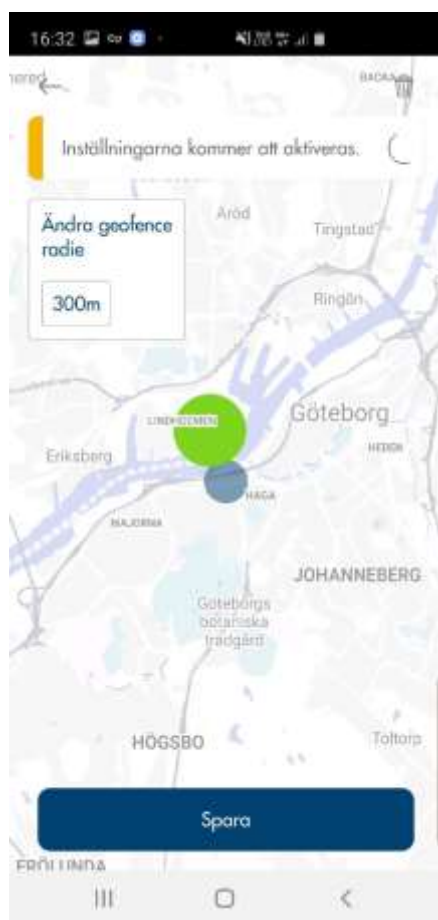 16:32
BACKA
Inställningarna kommer att aktiveras.
Ändra geofence
radie
300m
Aröd
Tingstad
Ringön
LINDHOLMEN
Göteborg
HEDEN
Eriksberg
HAGA
MAJORNA
JOHANNEBERG
Göteborgs
botaniska
trädgård
HÖGSBO
Toltorp
Spara
FRÖLUNDA